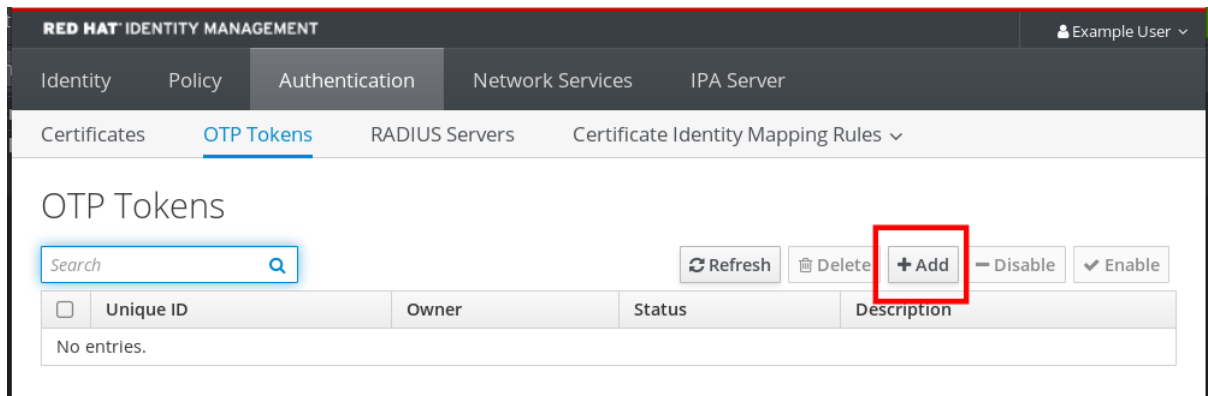 RED HAT IDENTITY MANAGEMENT Example User
Identity Policy Authentication Network Services IPA Server
Certificates OTP Tokens RADIUS Servers Certificate Identity Mapping Rules
OTP Tokens
Search Refresh Delete + Add Disable Enable
Unique ID Owner Status Description
No entries.